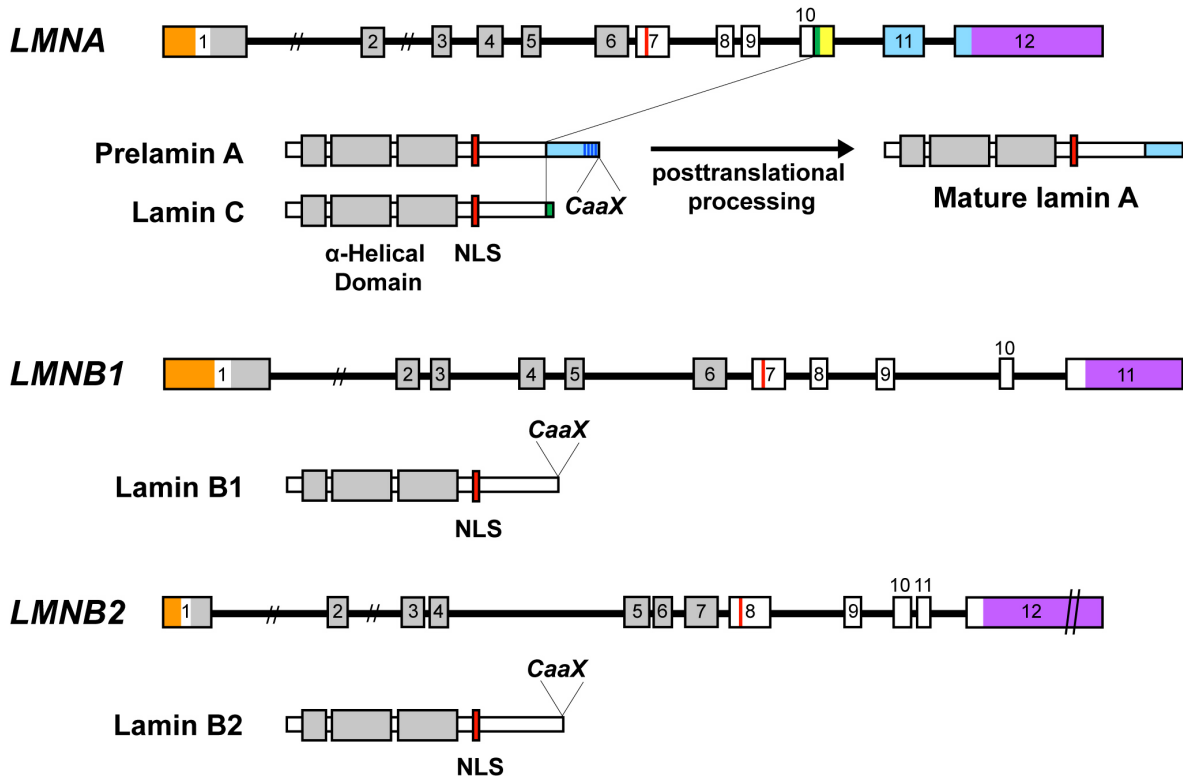 LMNA 1 // 2 // 3 4 5 6 7 8 9 10 11 12
Prelamin A
CaaX
posttranslational
processing
Mature lamin A
Lamin C
α-Helical
Domain
NLS
LMNB1 1 // 2 3 4 5 6 7 8 9 10 11
CaaX
Lamin B1
NLS
LMNB2 1 // 2 // 3 4 5 6 7 8 9 10 11 12
CaaX
Lamin B2
NLS